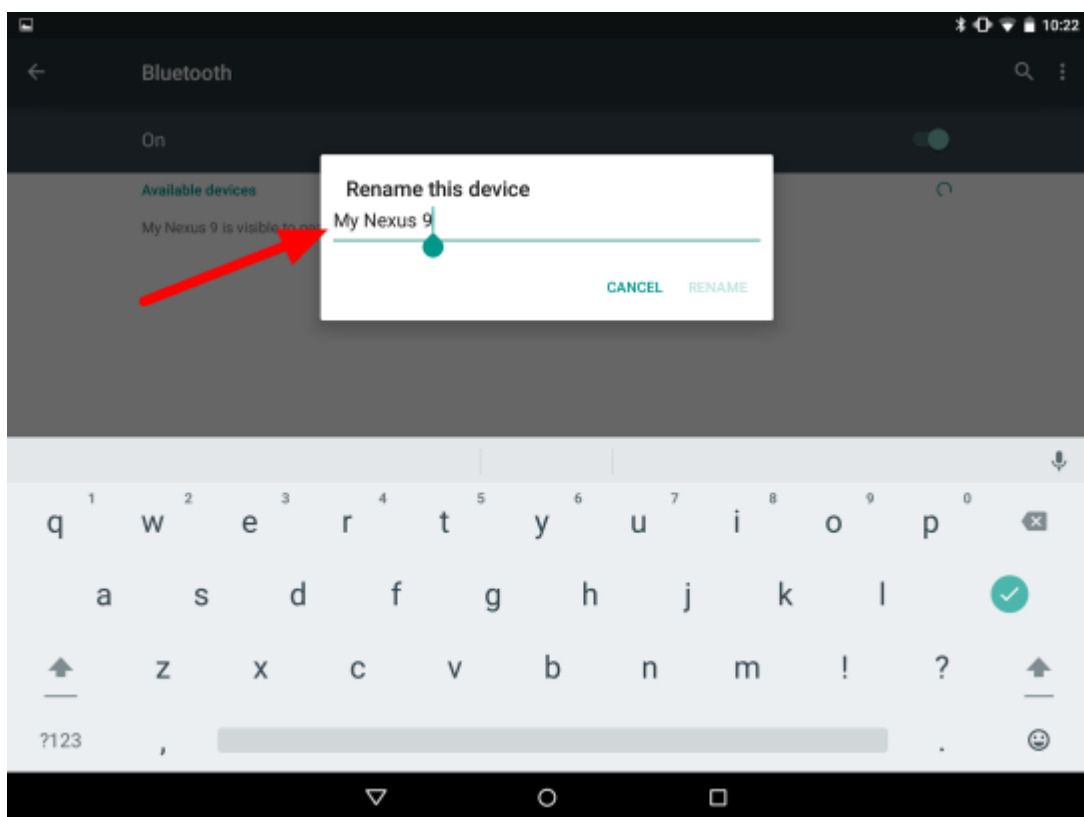 10:22
Bluetooth
On
Available devices
My Nexus 9 is visible to
Rename this device
My Nexus 9
CANCEL RENAME
1 2 3 4 5 6 7 8 9 0
q w e r t y u i o p
a s d f g h j k l
z x c v b n m ! ?
?123 , .